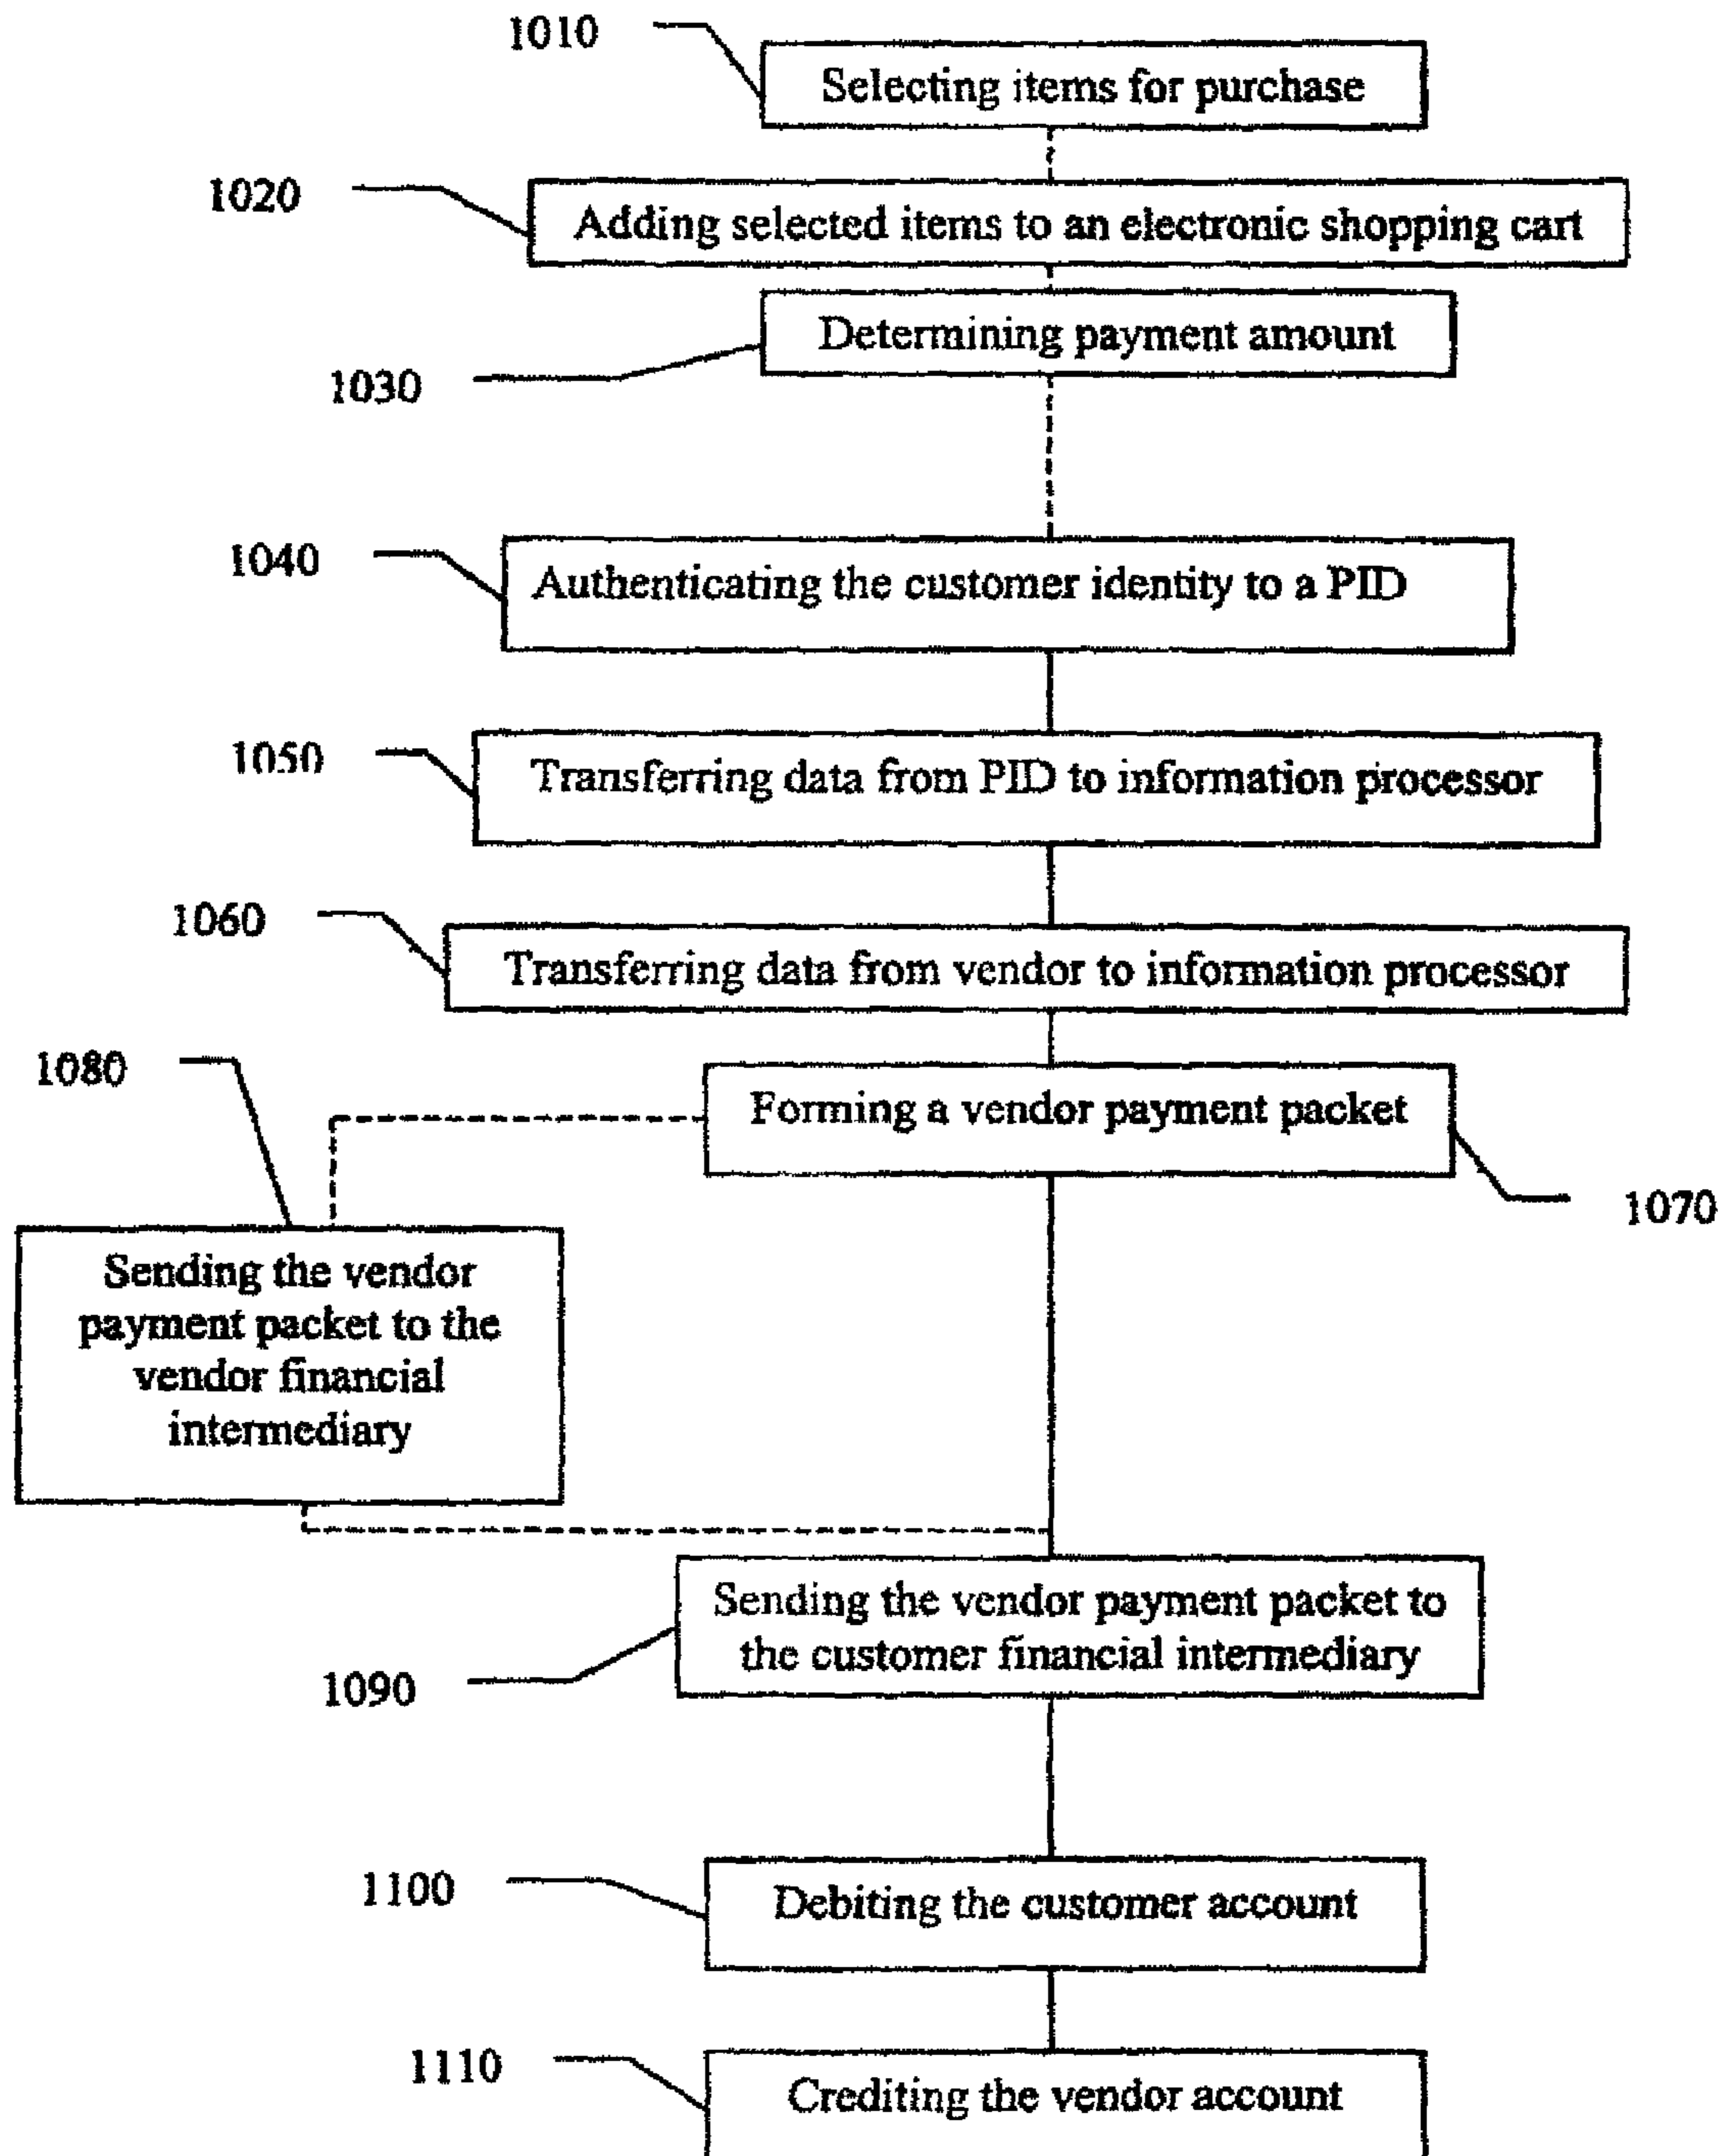 1010
Selecting items for purchase
1020
Adding selected items to an electronic shopping cart
Determining payment amount
1030
1040
Authenticating the customer identity to a PID
1050
Transferring data from PID to information processor
1060
Transferring data from vendor to information processor
1080
Forming a vendor payment packet
1070
Sending the vendor
payment packet to the
vendor financial
intermediary
Sending the vendor payment packet to
the customer financial intermediary
1090
1100
Debiting the customer account
1110
Crediting the vendor account